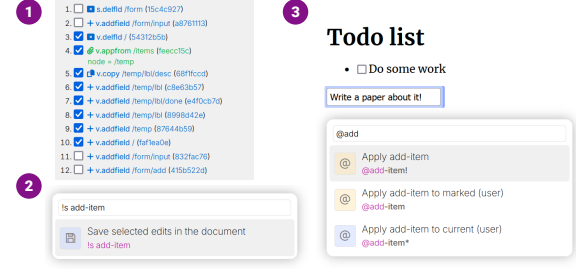 1
1. s.delfld /form (15c4c927)
2. + v.addfield /form/input (a8761113)
3. v.delfld / (54312b5b)
4. v.appfrom /items (feecc15c)
node = /temp
5. v.copy /temp/lbl/desc (68f1fccd)
6. + v.addfield /temp/lbl (c8e63b57)
7. + v.addfield /temp/lbl/done (e4f0cb7d)
8. + v.addfield /temp/lbl (8998d42e)
9. + v.addfield /temp (87644b59)
10. + v.addfield / (faf1ea0e)
11. + v.addfield /form/input (832fac76)
12. + v.addfield /form/add (415b522d)
2
!s add-item
Save selected edits in the document
!s add-item
3
Todo list
• Do some work
Write a paper about it!
@add
@ Apply add-item
@add-item!
@ Apply add-item to marked (user)
@add-item
@ Apply add-item to current (user)
@add-item*